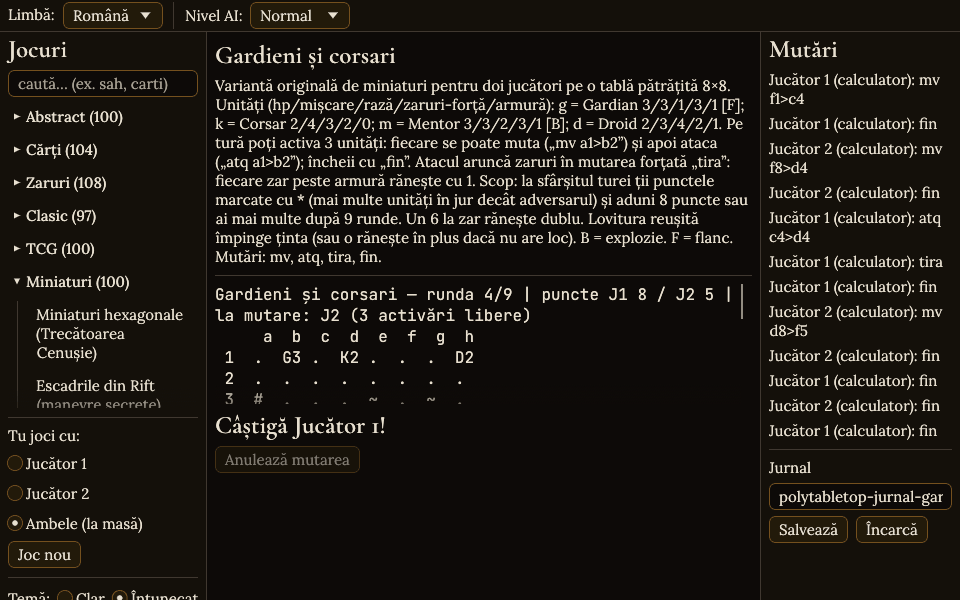 Limbă: Română ▼ Nivel AI: Normal ▼
Jocuri
caută... (ex. sah, carti)
▸ Abstract (100)
▸ Cărți (104)
▸ Zaruri (108)
▸ Clasic (97)
▸ TCG (100)
▾ Miniaturi (100)
Miniaturi hexagonale
(Trecătoarea
Cenușie)
Escadrile din Rift
(manevre secrete)
Tu joci cu:
Jucător 1
Jucător 2
Ambele (la masă)
Joc nou
Temă: Clar Întunecat
Gardieni și corsari
Variantă originală de miniaturi pentru doi jucători pe o tablă pătrățită 8×8.
Unități (hp/mișcare/rază/zaruri-forță/armură): g = Gardian 3/3/1/3/1 [F];
k = Corsar 2/4/3/2/0; m = Mentor 3/3/2/3/1 [B]; d = Droid 2/3/4/2/1. Pe
tură poți activa 3 unități: fiecare se poate muta („mv a1>b2”) și apoi ataca
(„atq a1>b2”); închei cu „fin”. Atacul aruncă zaruri în mutarea forțată „tira”:
fiecare zar peste armură rănește cu 1. Scop: la sfârșitul turei ții punctele
marcate cu * (mai multe unități în jur decât adversarul) și aduni 8 puncte sau
ai mai multe după 9 runde. Un 6 la zar rănește dublu. Lovitura reușită
împinge ținta (sau o rănește în plus dacă nu are loc). B = explozie. F = flanc.
Mutări: mv, atq, tira, fin.
Gardieni și corsari — runda 4/9 | puncte J1 8 / J2 5 |
la mutare: J2 (3 activări libere)
a b c d e f g h
1 . G3 . K2 . . . D2
2 . . . . . . . .
3 # . . . ~ . ~ .
Câștigă Jucător 1!
Anulează mutarea
Mutări
Jucător 1 (calculator): mv
f1>c4
Jucător 1 (calculator): fin
Jucător 2 (calculator): mv
f8>d4
Jucător 2 (calculator): fin
Jucător 1 (calculator): atq
c4>d4
Jucător 1 (calculator): tira
Jucător 1 (calculator): fin
Jucător 2 (calculator): mv
d8>f5
Jucător 2 (calculator): fin
Jucător 1 (calculator): fin
Jucător 2 (calculator): fin
Jucător 1 (calculator): fin
Jurnal
polytabletop-jurnal-gar
Salvează Încarcă